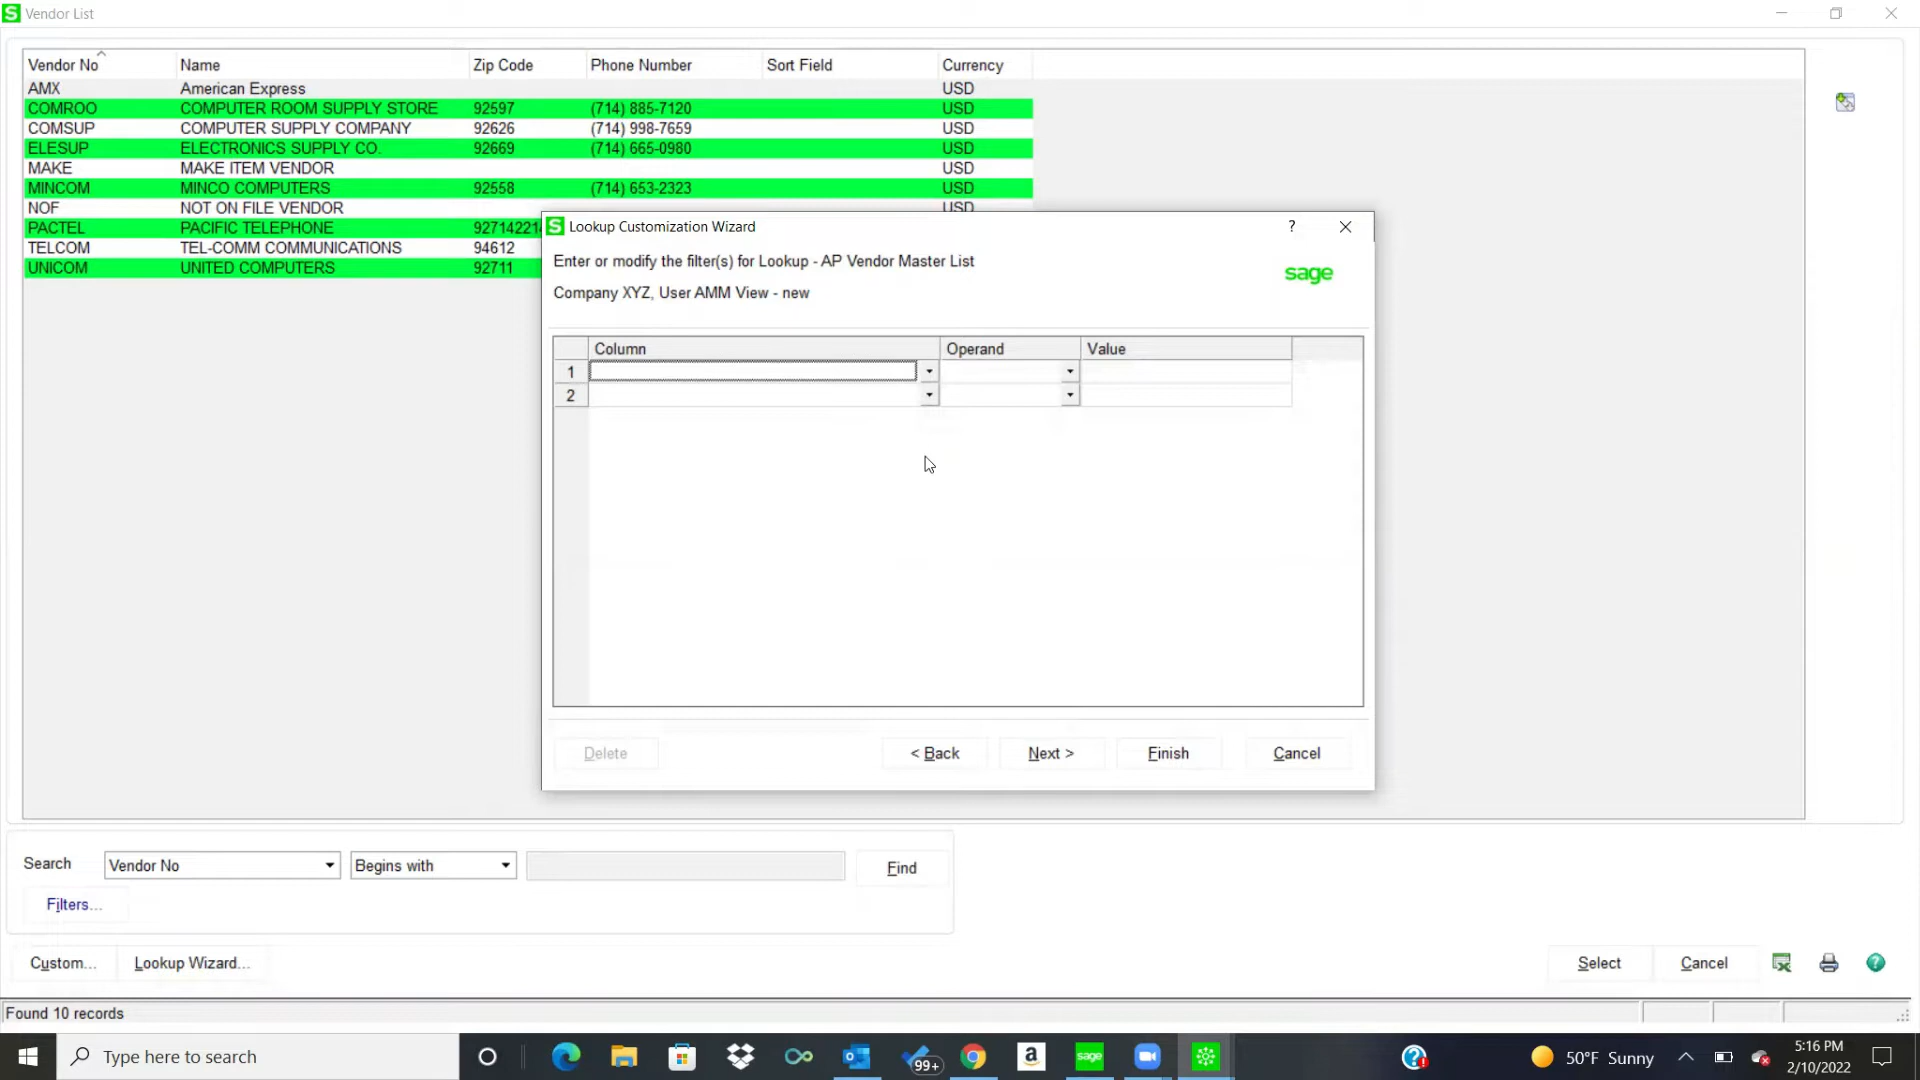 S Vendor List
Vendor No Name Zip Code Phone Number Sort Field Currency
AMX American Express USD
COMROO COMPUTER ROOM SUPPLY STORE 92597 (714) 885-7120 USD
COMSUP COMPUTER SUPPLY COMPANY 92626 (714) 998-7659 USD
ELESUP ELECTRONICS SUPPLY CO. 92669 (714) 665-0980 USD
MAKE MAKE ITEM VENDOR USD
MINCOM MINCO COMPUTERS 92558 (714) 653-2323 USD
NOF NOT ON FILE VENDOR USD
PACTEL PACIFIC TELEPHONE 92714221
TELCOM TEL-COMM COMMUNICATIONS 94612
UNICOM UNITED COMPUTERS 92711
S Lookup Customization Wizard ?
Enter or modify the filter(s) for Lookup - AP Vendor Master List
sage
Company XYZ, User AMM View - new
Column Operand Value
1
2
Delete < Back Next > Finish Cancel
Search Vendor No Begins with Find
Filters...
Custom... Lookup Wizard... Select Cancel ?
Found 10 records
Type here to search 99+ a sage ? 50°F Sunny 5:16 PM
2/10/2022